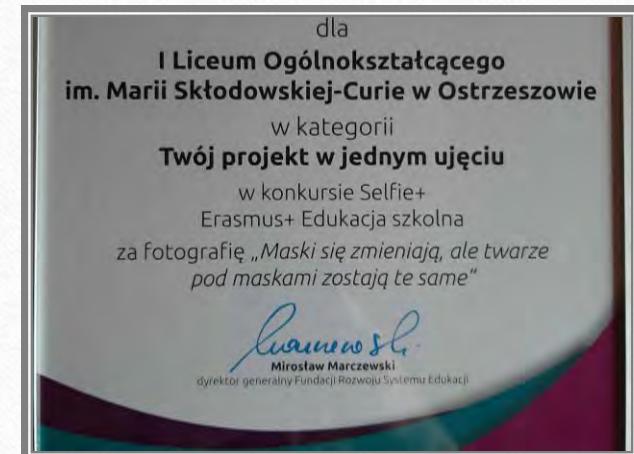 dla
I Liceum Ogólnokształcącego
im. Marii Skłodowskiej-Curie w Ostrzeszowie
w kategorii
Twój projekt w jednym ujęciu
w konkursie Selfie+
Erasmus+ Edukacja szkolna
za fotografię „Maski się zmieniają, ale twarze
pod maskami zostają te same”
Mirosław Marczewski
dyrektor generalny Fundacji Rozwoju Systemu Edukacji